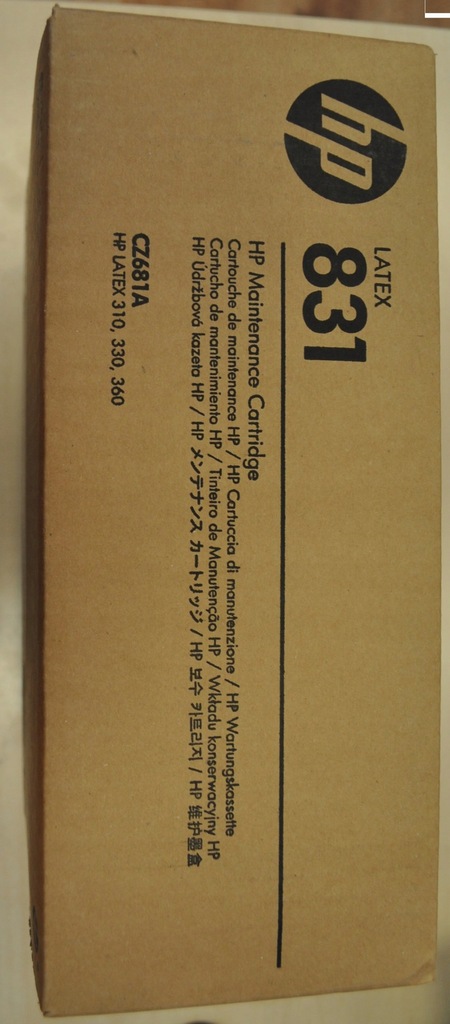 hp
LATEX
831
HP Maintenance Cartridge
Cartouche de maintenance HP / HP Cartuccia di manutenzione / HP Wartungskassette
Cartucho de mantenimiento HP / Tinteiro de Manutenção HP / Wkładu konserwacyjny HP
HP Údržbová kazeta HP / HP メンテナンス カートリッジ / HP 보수 카트리지 / HP 维护墨盒
CZ681A
HP LATEX 310, 330, 360